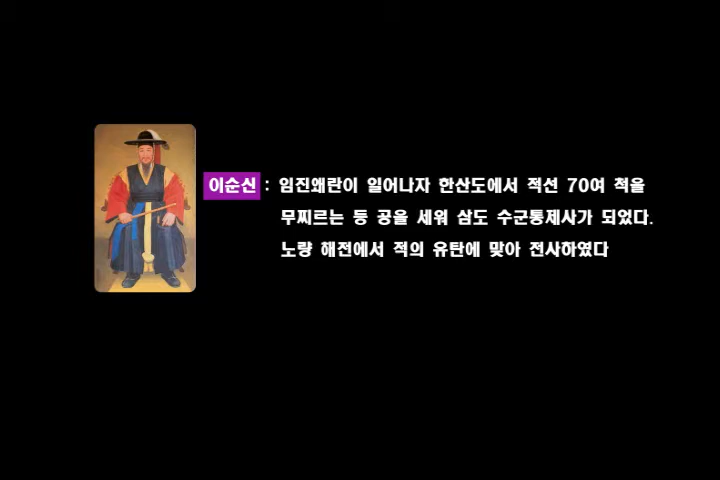 이순신 : 임진왜란이 일어나자 한산도에서 적선 70여 척을
무찌르는 등 공을 세워 삼도 수군통제사가 되었다.
노량 해전에서 적의 유탄에 맞아 전사하였다